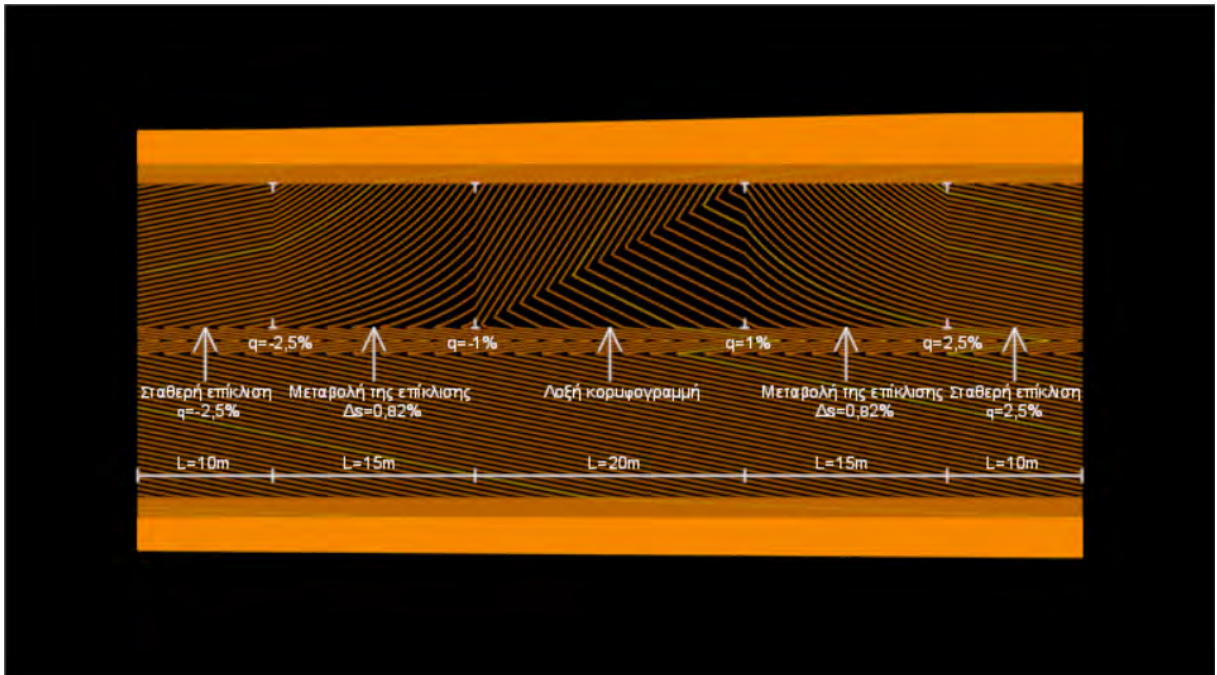 q=-2,5%
q=-1%
q=1%
q=2,5%
Σταθερή επίκλιση
q=-2,5%
Μεταβολή της επίκλισης
Δs=0,82%
Λοξή κορυφογραμμή
Μεταβολή της επίκλισης
Δs=0,82%
Σταθερή επίκλιση
q=2,5%
L=10m
L=15m
L=20m
L=15m
L=10m